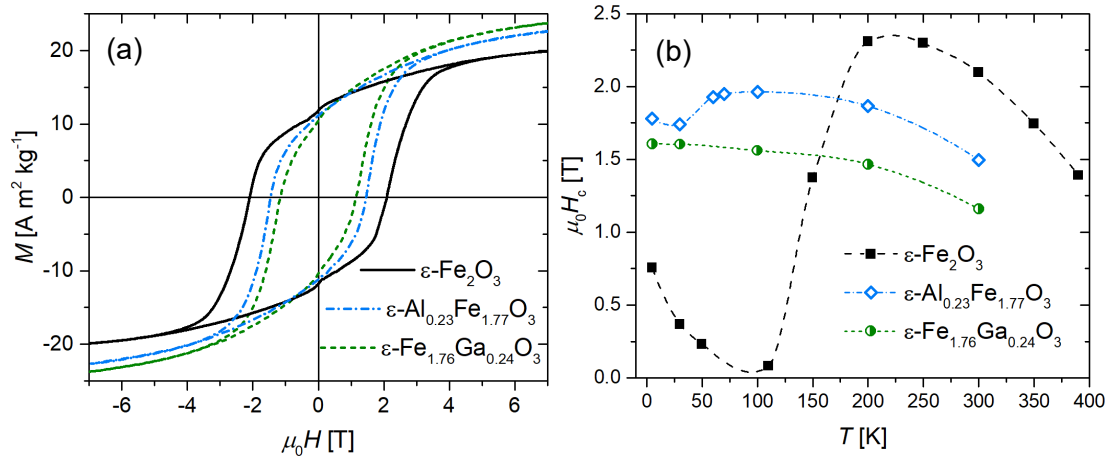 (a)
20
10
0
-10
-20
M [A m² kg⁻¹]
-6 -4 -2 0 2 4 6
μ₀H [T]
ε-Fe₂O₃
ε-Al₀.₂₃Fe₁.₇₇O₃
ε-Fe₁.₇₆Ga₀.₂₄O₃
(b)
2.5
2.0
1.5
1.0
0.5
0.0
μ₀H_c [T]
0 50 100 150 200 250 300 350 400
T [K]
ε-Fe₂O₃
ε-Al₀.₂₃Fe₁.₇₇O₃
ε-Fe₁.₇₆Ga₀.₂₄O₃